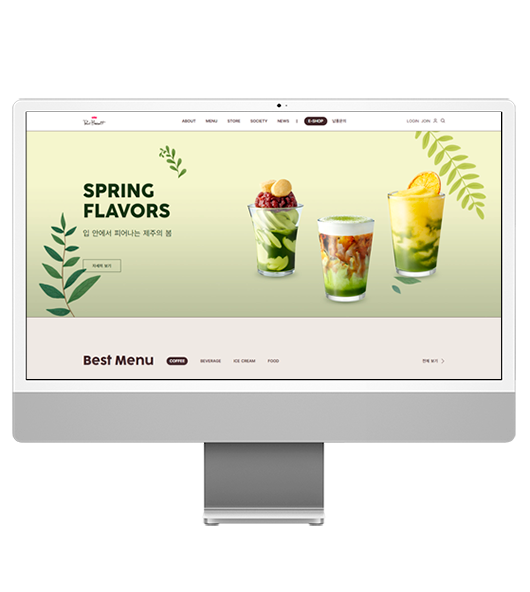 ABOUT MENU STORE SOCIETY NEWS | E-SHOP 납품문의 LOGIN JOIN
SPRING
FLAVORS
입 안에서 피어나는 제주의 봄
자세히 보기
Best Menu COFFEE BEVERAGE ICE CREAM FOOD 전체 보기